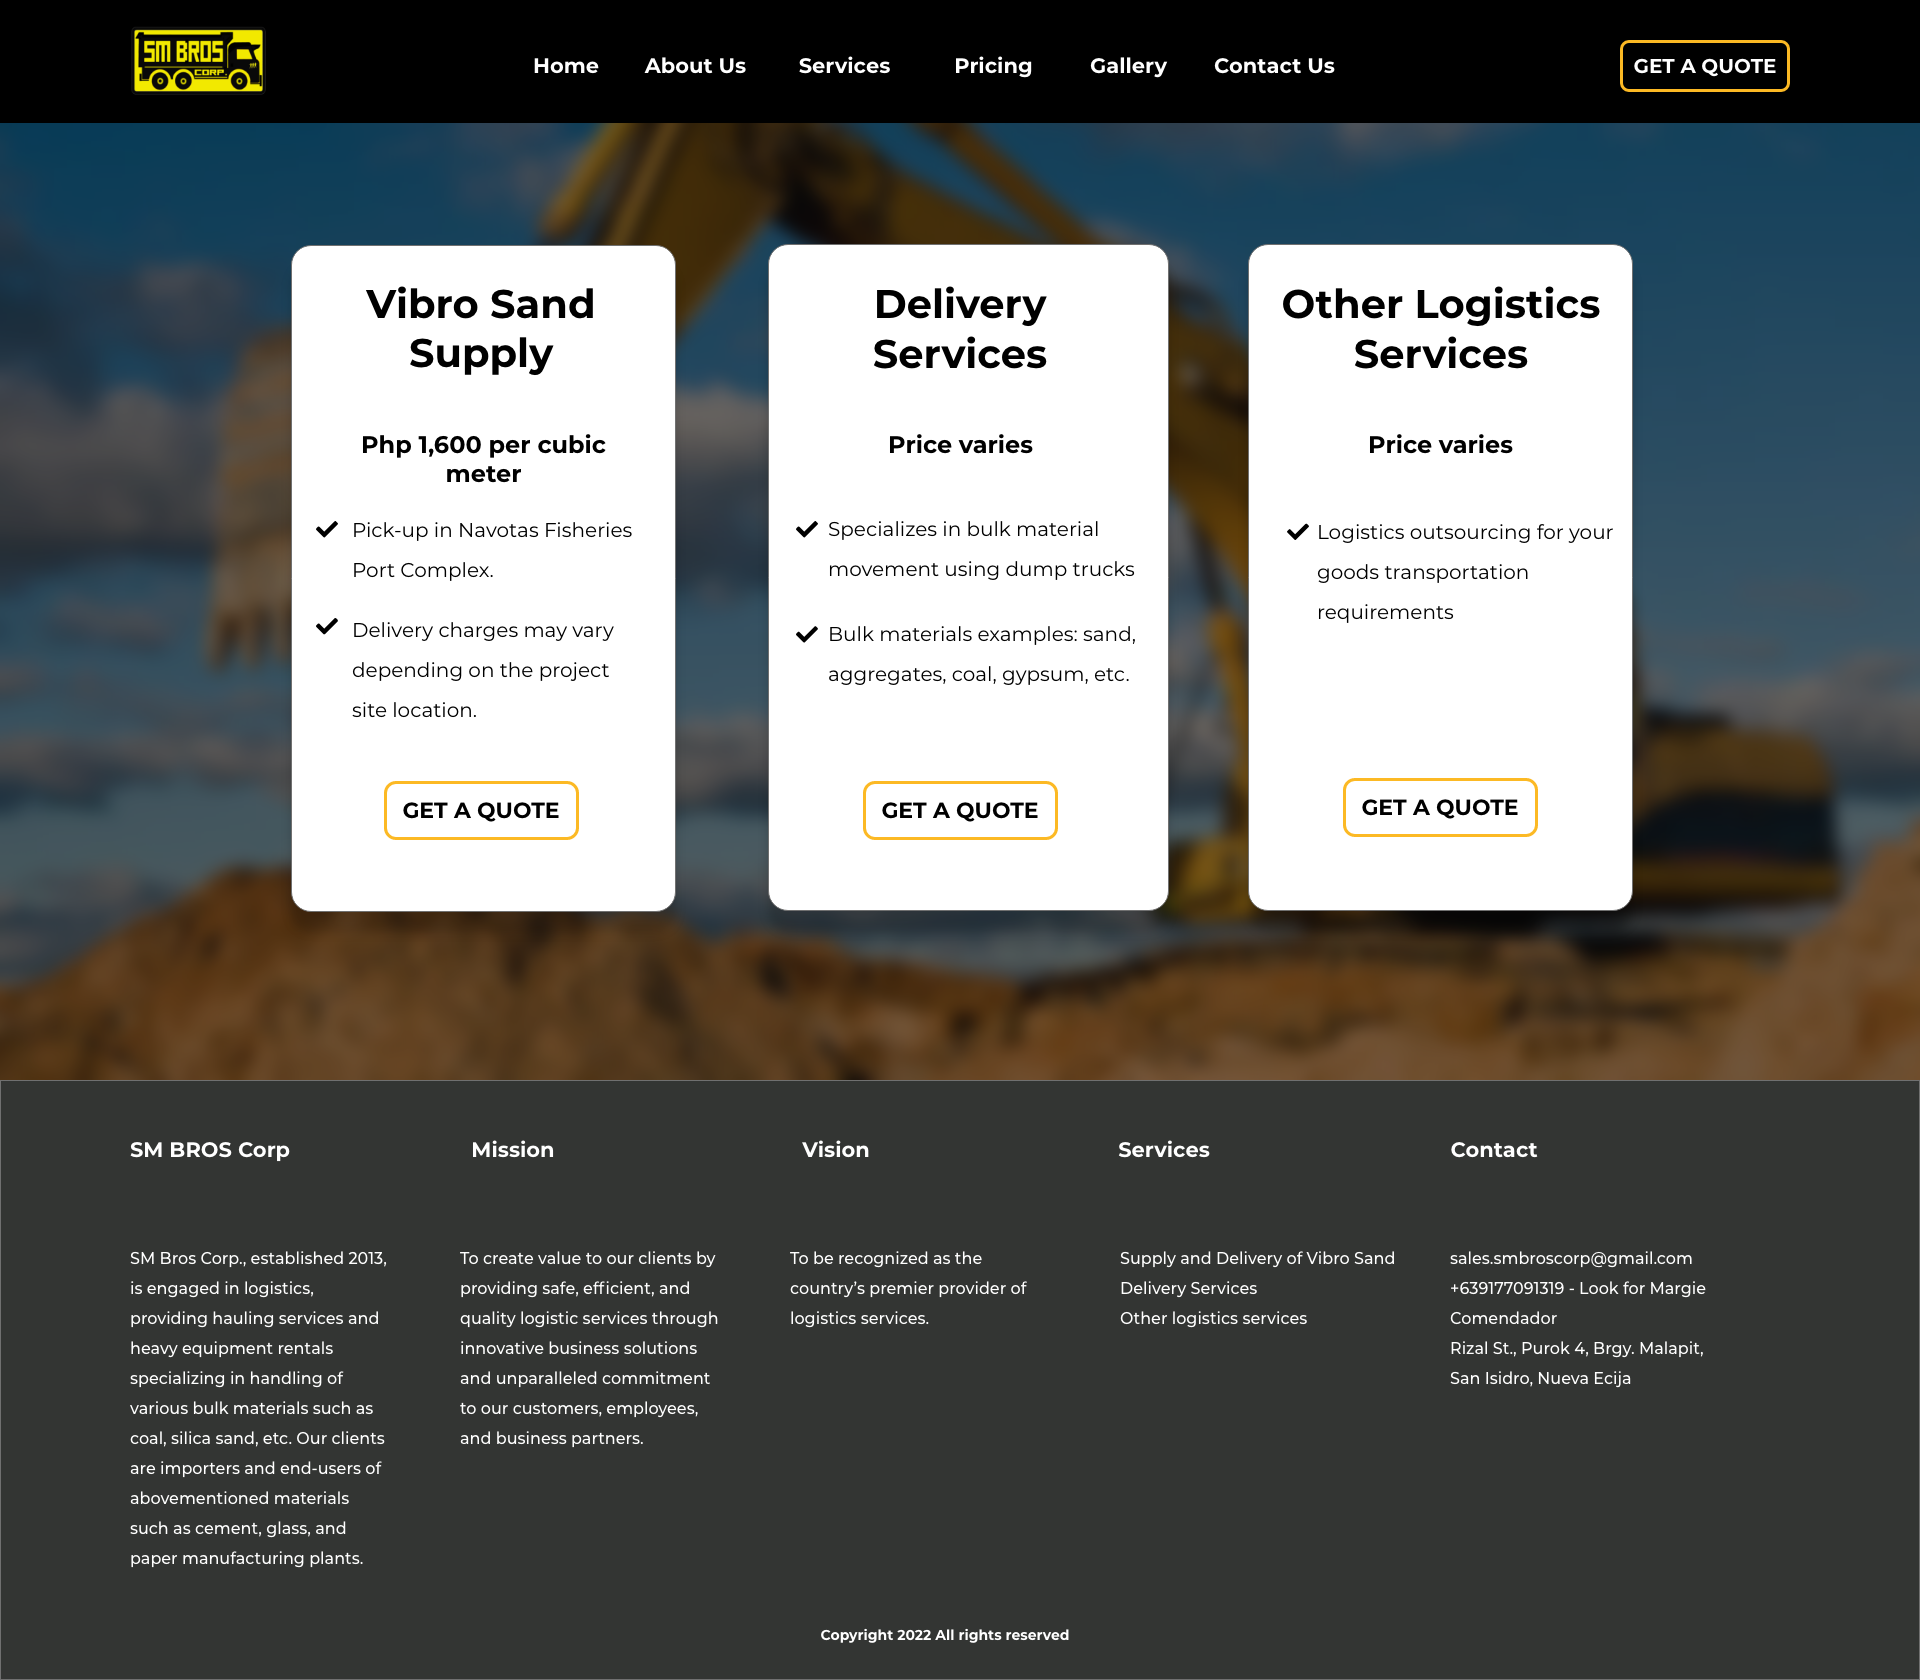 SM BROS
CORP
Home About Us Services Pricing Gallery Contact Us
GET A QUOTE
Vibro Sand
Supply
Php 1,600 per cubic
meter
Pick-up in Navotas Fisheries
Port Complex.
Delivery charges may vary
depending on the project
site location.
GET A QUOTE
Delivery
Services
Price varies
Specializes in bulk material
movement using dump trucks
Bulk materials examples: sand,
aggregates, coal, gypsum, etc.
GET A QUOTE
Other Logistics
Services
Price varies
Logistics outsourcing for your
goods transportation
requirements
GET A QUOTE
SM BROS Corp
SM Bros Corp., established 2013,
is engaged in logistics,
providing hauling services and
heavy equipment rentals
specializing in handling of
various bulk materials such as
coal, silica sand, etc. Our clients
are importers and end-users of
abovementioned materials
such as cement, glass, and
paper manufacturing plants.
Mission
To create value to our clients by
providing safe, efficient, and
quality logistic services through
innovative business solutions
and unparalleled commitment
to our customers, employees,
and business partners.
Vision
To be recognized as the
country’s premier provider of
logistics services.
Services
Supply and Delivery of Vibro Sand
Delivery Services
Other logistics services
Contact
sales.smbroscorp@gmail.com
+639177091319 - Look for Margie
Comendador
Rizal St., Purok 4, Brgy. Malapit,
San Isidro, Nueva Ecija
Copyright 2022 All rights reserved